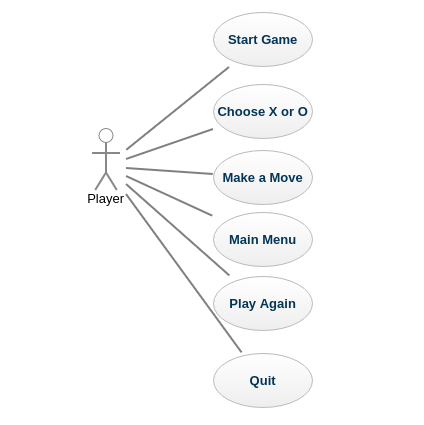 Start Game
Choose X or O
Make a Move
Player
Main Menu
Play Again
Quit